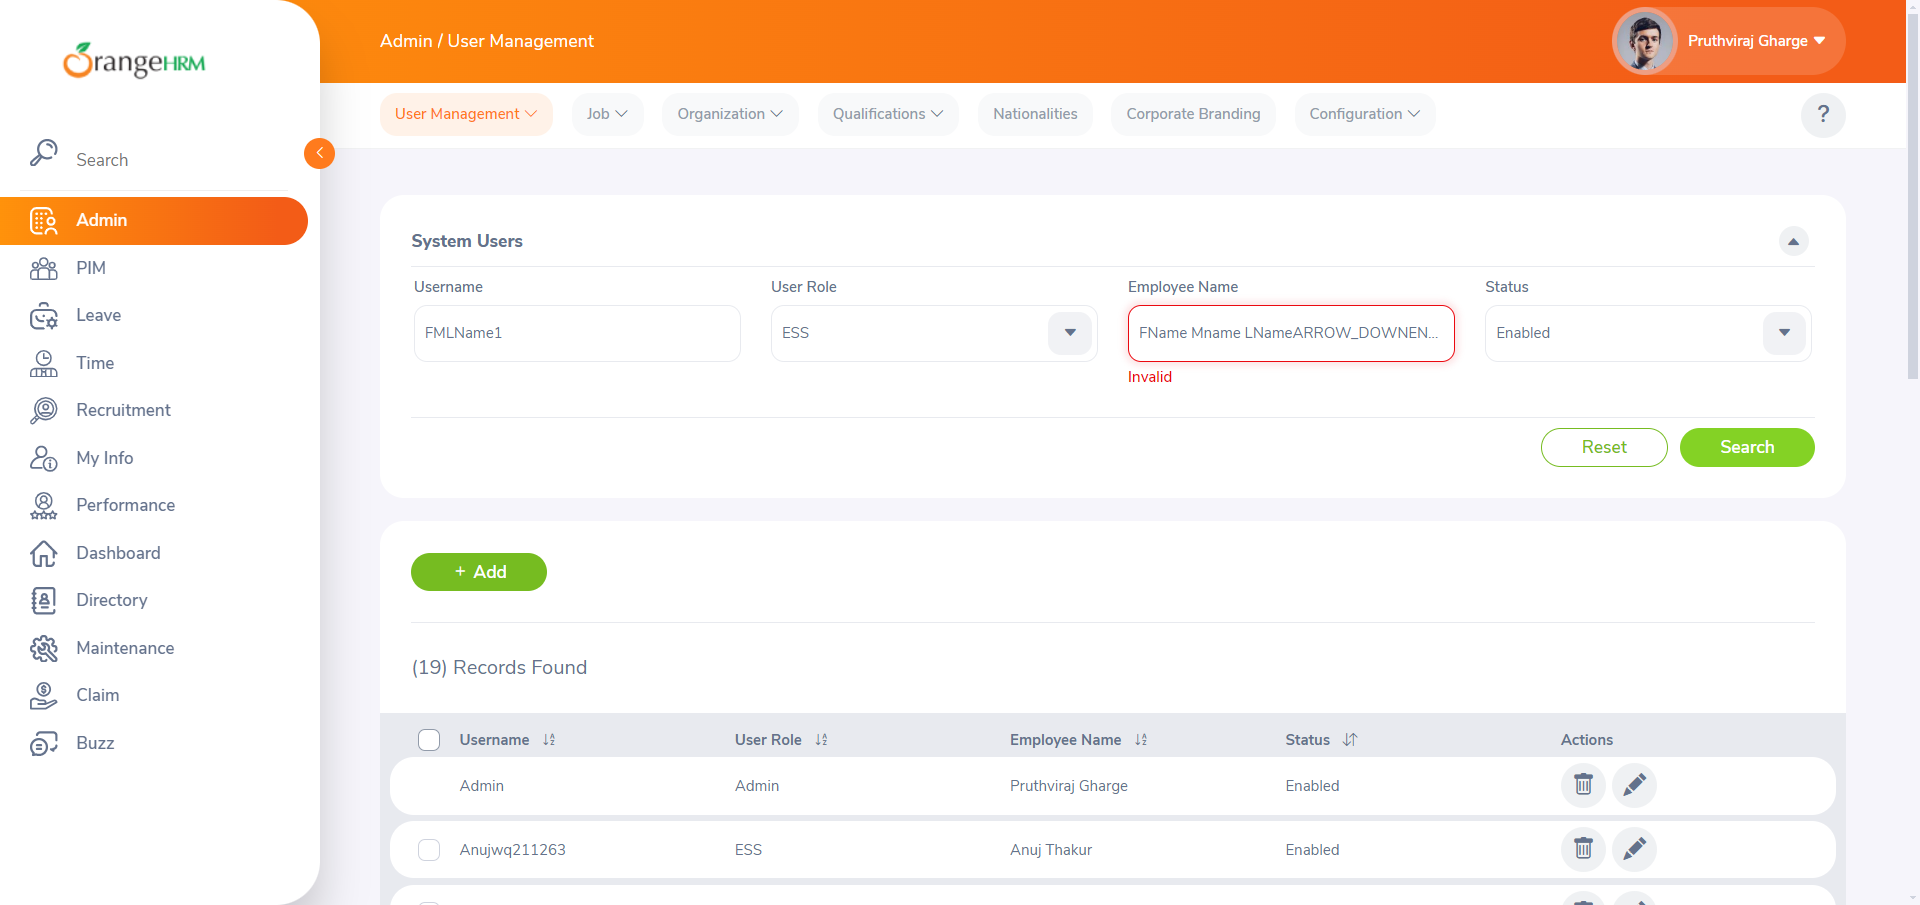 Admin / User Management
Pruthviraj Gharge
OrangeHRM
User Management
Job
Organization
Qualifications
Nationalities
Corporate Branding
Configuration
?
Search
Admin
PIM
Leave
Time
Recruitment
My Info
Performance
Dashboard
Directory
Maintenance
Claim
Buzz
System Users
Username
User Role
Employee Name
Status
FMLName1
ESS
FName Mname LNameARROW_DOWNEN...
Enabled
Invalid
Reset
Search
+ Add
(19) Records Found
Username
User Role
Employee Name
Status
Actions
Admin
Admin
Pruthviraj Gharge
Enabled
Anujwq211263
ESS
Anuj Thakur
Enabled